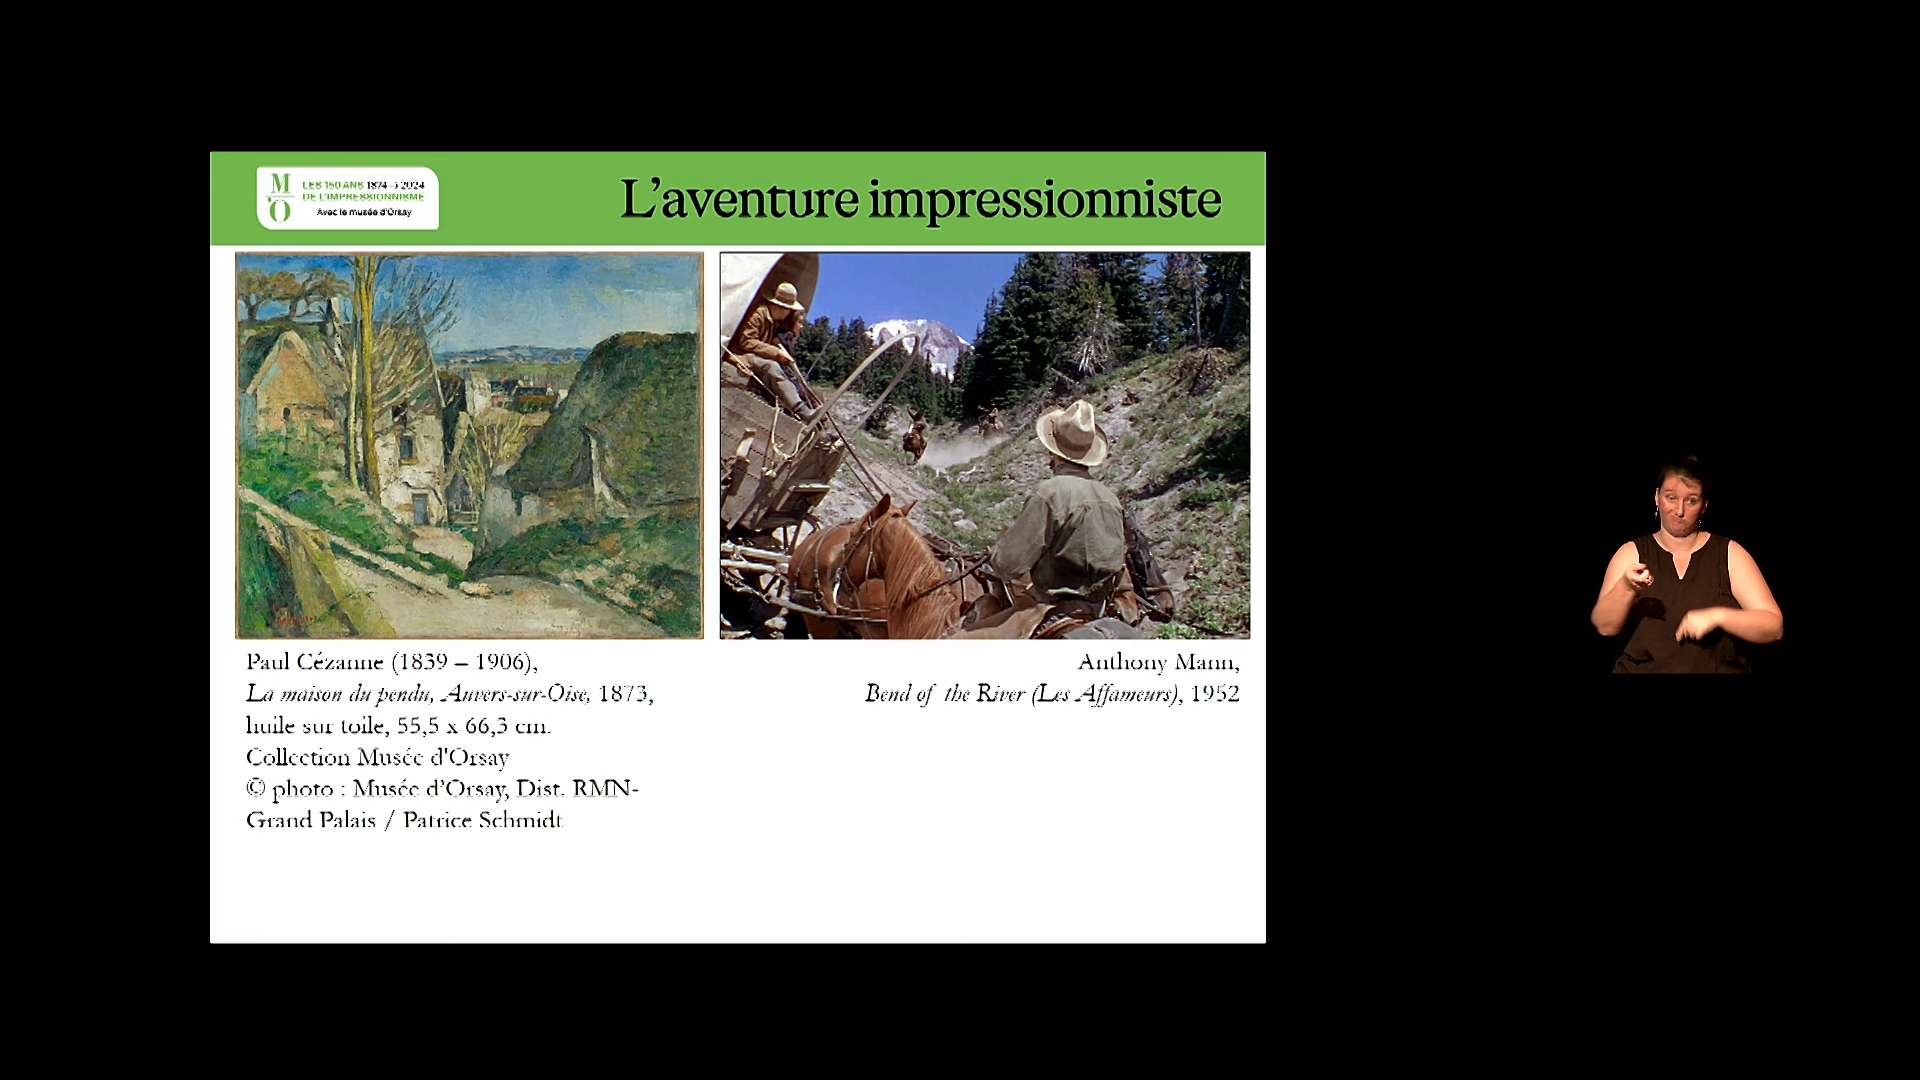 M
'O
LES 150 ANS 1874 → 2024
DE L'IMPRESSIONNISME
Avec le musée d'Orsay
L'aventure impressionniste
Paul Cézanne (1839 – 1906),
La maison du pendu, Auvers-sur-Oise, 1873,
huile sur toile, 55,5 x 66,3 cm.
Collection Musée d'Orsay
© photo : Musée d'Orsay, Dist. RMN-
Grand Palais / Patrice Schmidt
Anthony Mann,
Bend of the River (Les Affameurs), 1952